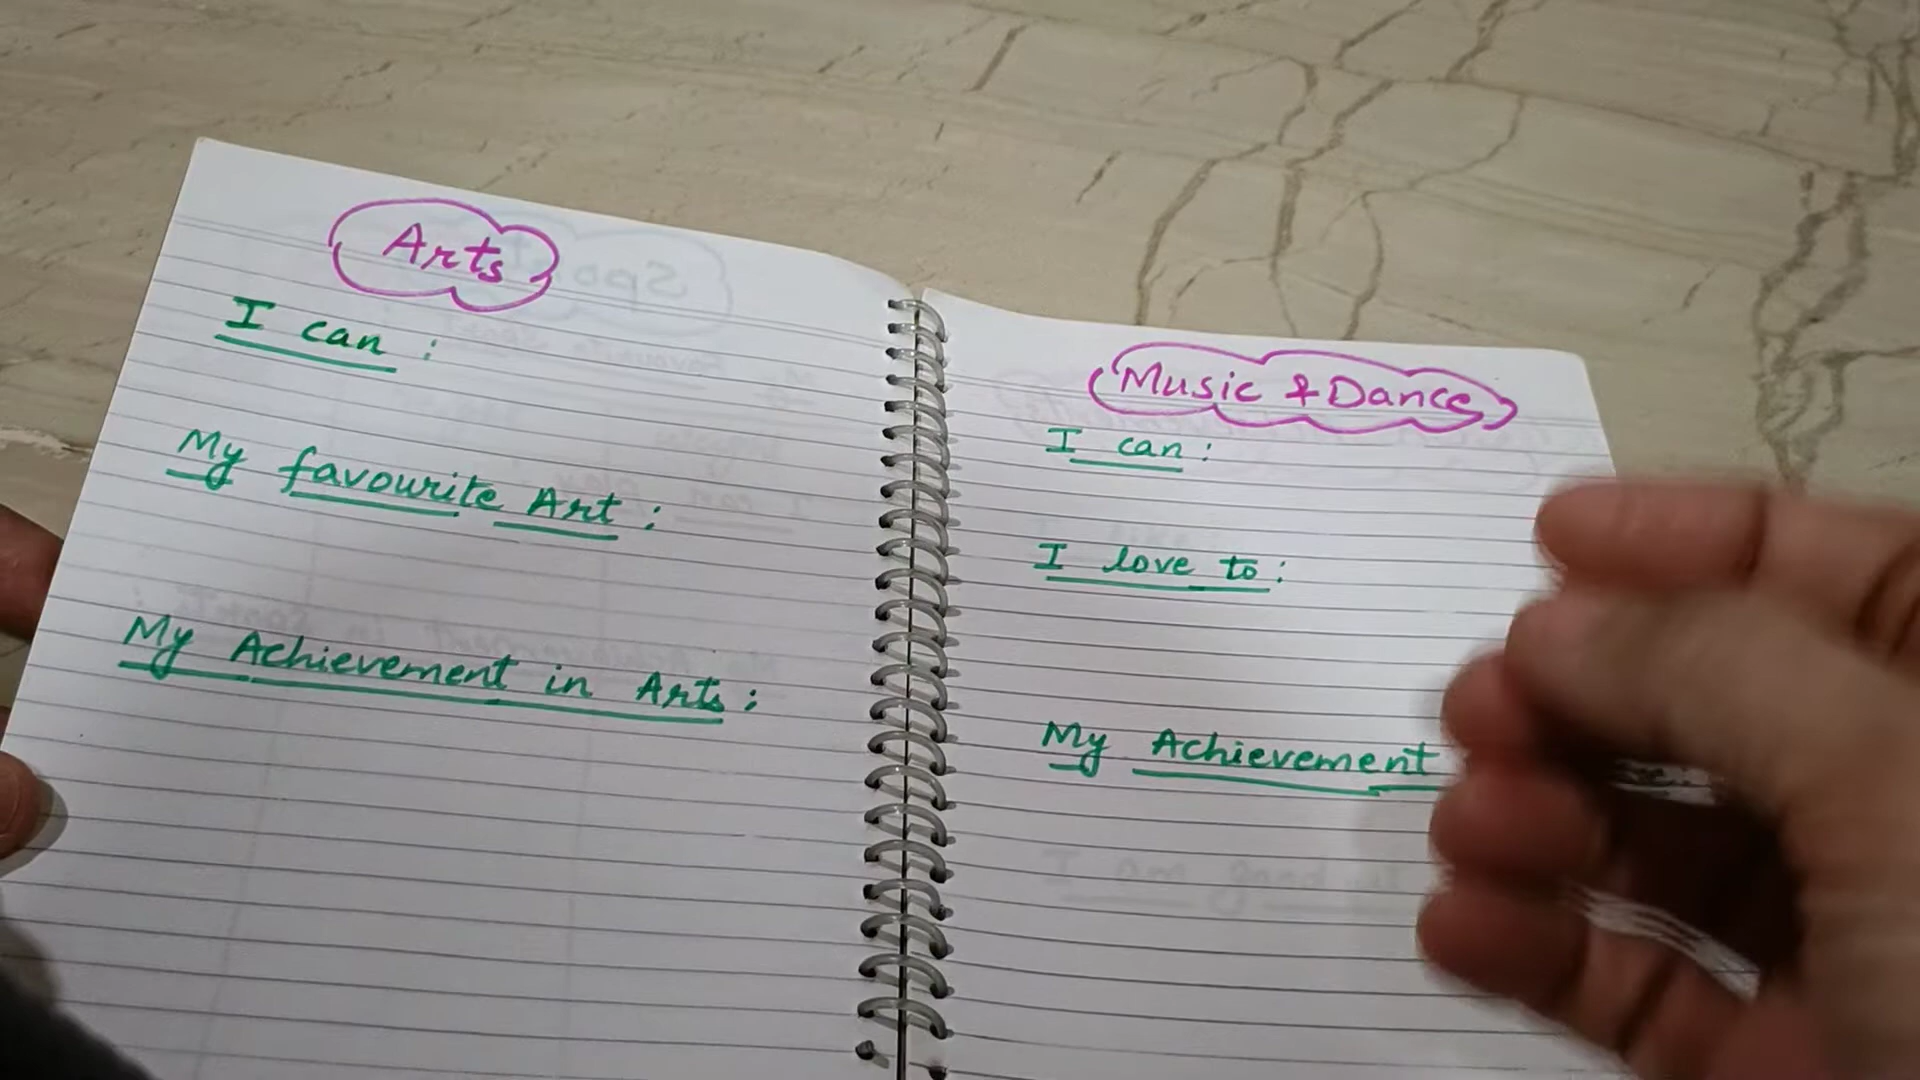 Arts
I can :
My favourite Art :
My Achievement in Arts :
Music & Dance
I can :
I love to :
My Achievement